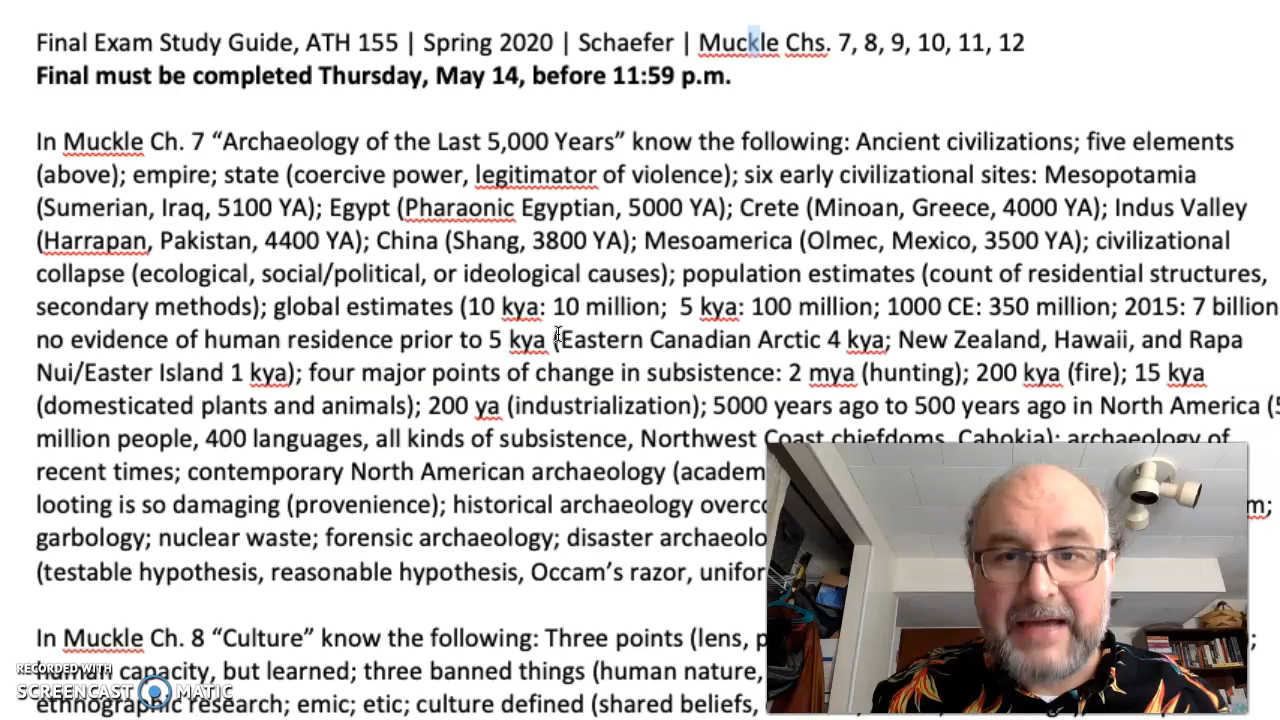 Final Exam Study Guide, ATH 155 | Spring 2020 | Schaefer | Muckle Chs. 7, 8, 9, 10, 11, 12
Final must be completed Thursday, May 14, before 11:59 p.m.
In Muckle Ch. 7 “Archaeology of the Last 5,000 Years” know the following: Ancient civilizations; five elements
(above); empire; state (coercive power, legitimator of violence); six early civilizational sites: Mesopotamia
(Sumerian, Iraq, 5100 YA); Egypt (Pharaonic Egyptian, 5000 YA); Crete (Minoan, Greece, 4000 YA); Indus Valley
(Harrapan, Pakistan, 4400 YA); China (Shang, 3800 YA); Mesoamerica (Olmec, Mexico, 3500 YA); civilizational
collapse (ecological, social/political, or ideological causes); population estimates (count of residential structures,
secondary methods); global estimates (10 kya: 10 million; 5 kya: 100 million; 1000 CE: 350 million; 2015: 7 billion
no evidence of human residence prior to 5 kya (Eastern Canadian Arctic 4 kya; New Zealand, Hawaii, and Rapa
Nui/Easter Island 1 kya); four major points of change in subsistence: 2 mya (hunting); 200 kya (fire); 15 kya
(domesticated plants and animals); 200 ya (industrialization); 5000 years ago to 500 years ago in North America
million people, 400 languages, all kinds of subsistence, Northwest Coast chiefdoms, Cahokia); archaeology of
recent times; contemporary North American archaeology
looting is so damaging (provenience); historical archaeology
garbology; nuclear waste; forensic archaeology; disaster
(testable hypothesis, reasonable hypothesis, Occam’s razor,
In Muckle Ch. 8 “Culture” know the following: Three points (lens,
human capacity, but learned; three banned things (human nature,
ethnographic research; emic; etic; culture defined (shared beliefs,
RECORDED WITH
SCREENCAST MATIC